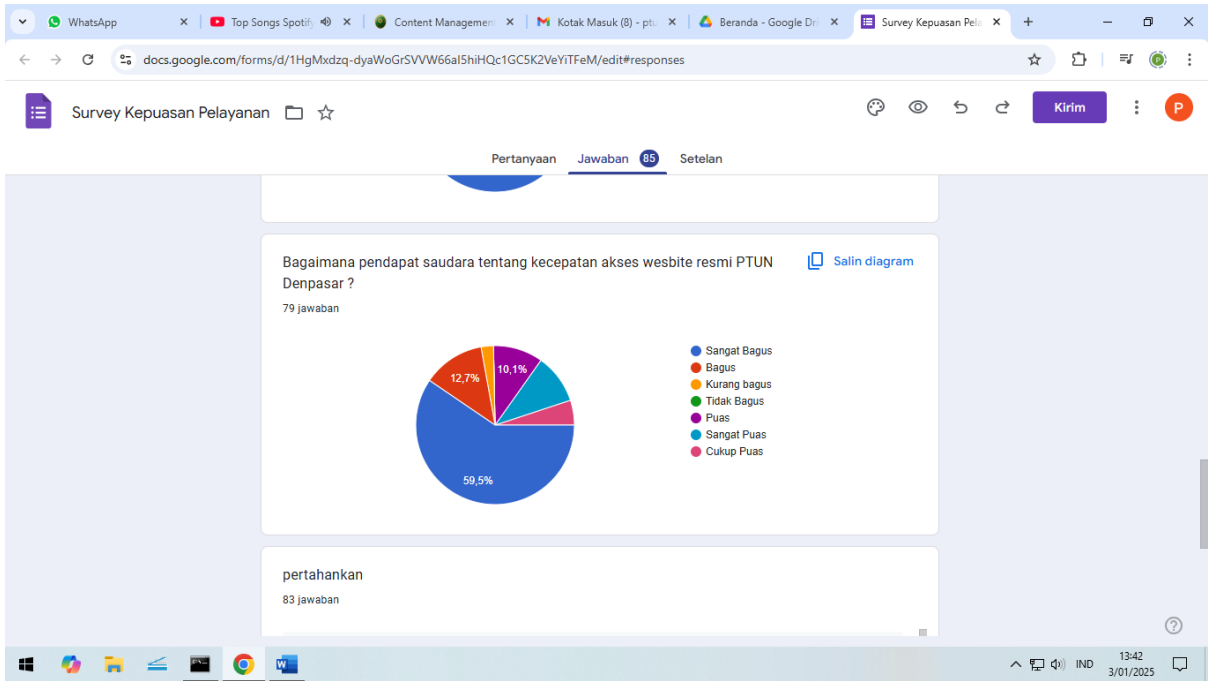 WhatsApp
Top Songs Spotify
Content Management
Kotak Masuk (8) - ptu
Beranda - Google Dri
Survey Kepuasan Pela
docs.google.com/forms/d/1HgMxdzq-dyaWoGrSVVW66aI5hiHQc1GC5K2VeYiTFeM/edit#responses
Survey Kepuasan Pelayanan
Kirim
P
Pertanyaan
Jawaban 85
Setelan
Bagaimana pendapat saudara tentang kecepatan akses wesbite resmi PTUN
Denpasar ?
Salin diagram
79 jawaban
12,7%
10,1%
59,5%
Sangat Bagus
Bagus
Kurang bagus
Tidak Bagus
Puas
Sangat Puas
Cukup Puas
pertahankan
83 jawaban
IND
13:42
3/01/2025